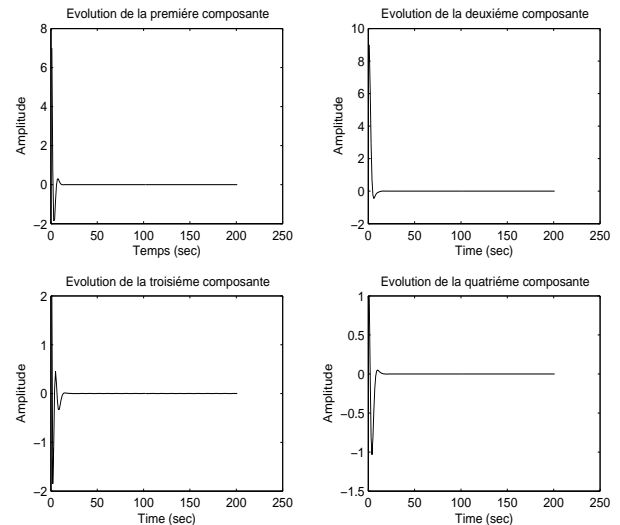 Evolution de la premiére composante
8
6
4
2
0
−2
Amplitude
0 50 100 150 200 250
Temps (sec)
Evolution de la deuxiéme composante
10
8
6
4
2
0
−2
Amplitude
0 50 100 150 200 250
Time (sec)
Evolution de la troisiéme composante
2
1
0
−1
−2
Amplitude
0 50 100 150 200 250
Time (sec)
Evolution de la quatriéme composante
1
0.5
0
−0.5
−1
−1.5
Amplitude
0 50 100 150 200 250
Time (sec)